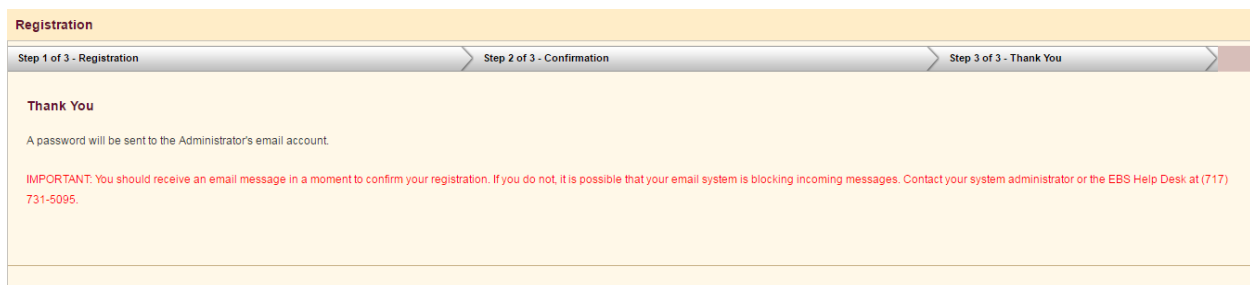 Registration
Step 1 of 3 - Registration
Step 2 of 3 - Confirmation
Step 3 of 3 - Thank You
Thank You
A password will be sent to the Administrator's email account.
IMPORTANT: You should receive an email message in a moment to confirm your registration. If you do not, it is possible that your email system is blocking incoming messages. Contact your system administrator or the EBS Help Desk at (717)
731-5095.